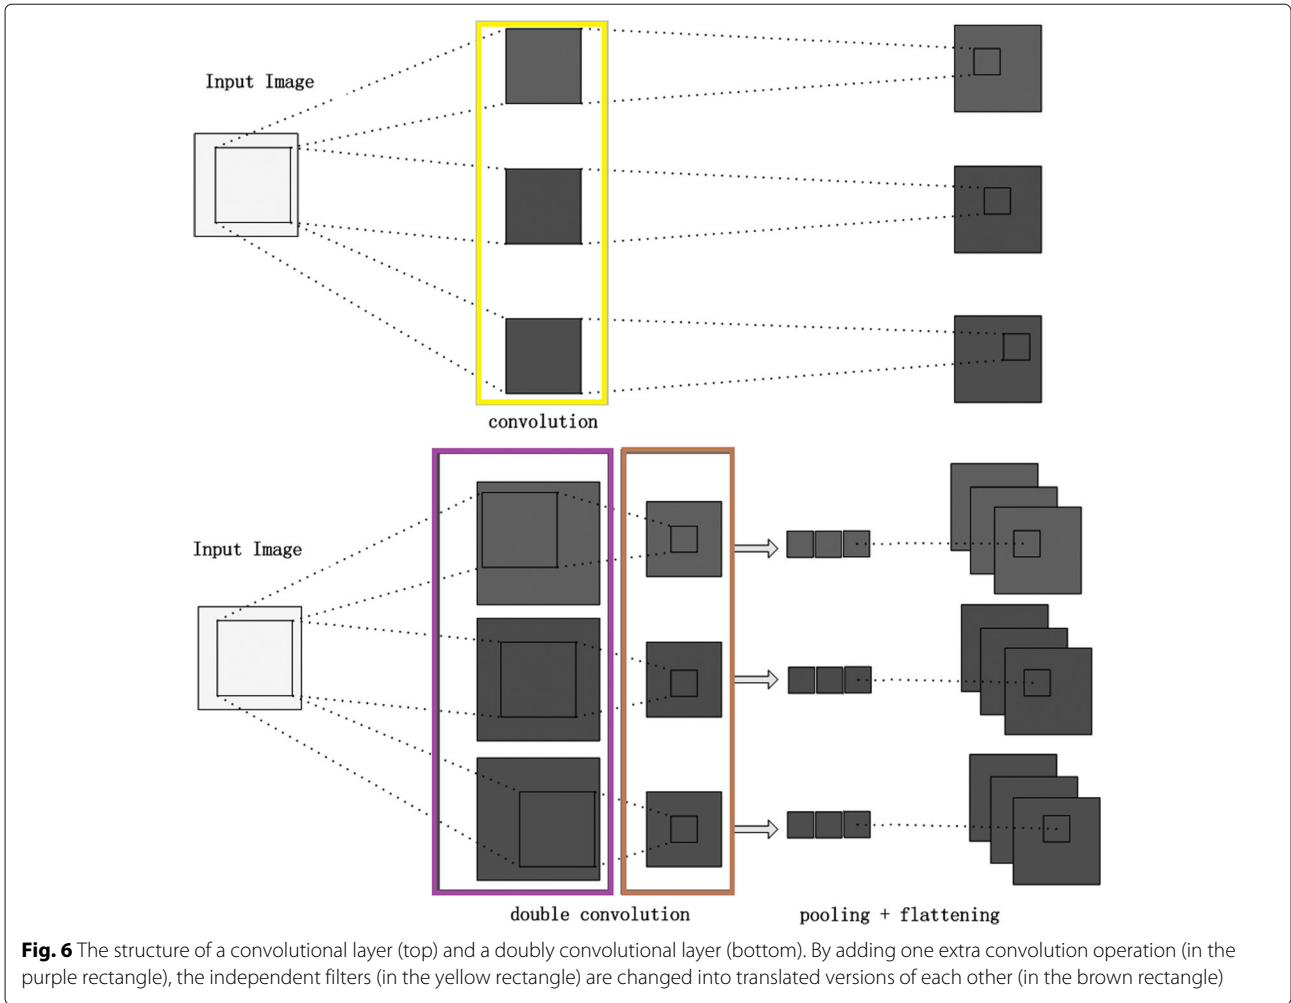 Input Image
convolution
Input Image
double convolution
pooling + flattening
Fig. 6 The structure of a convolutional layer (top) and a doubly convolutional layer (bottom). By adding one extra convolution operation (in the
purple rectangle), the independent filters (in the yellow rectangle) are changed into translated versions of each other (in the brown rectangle)